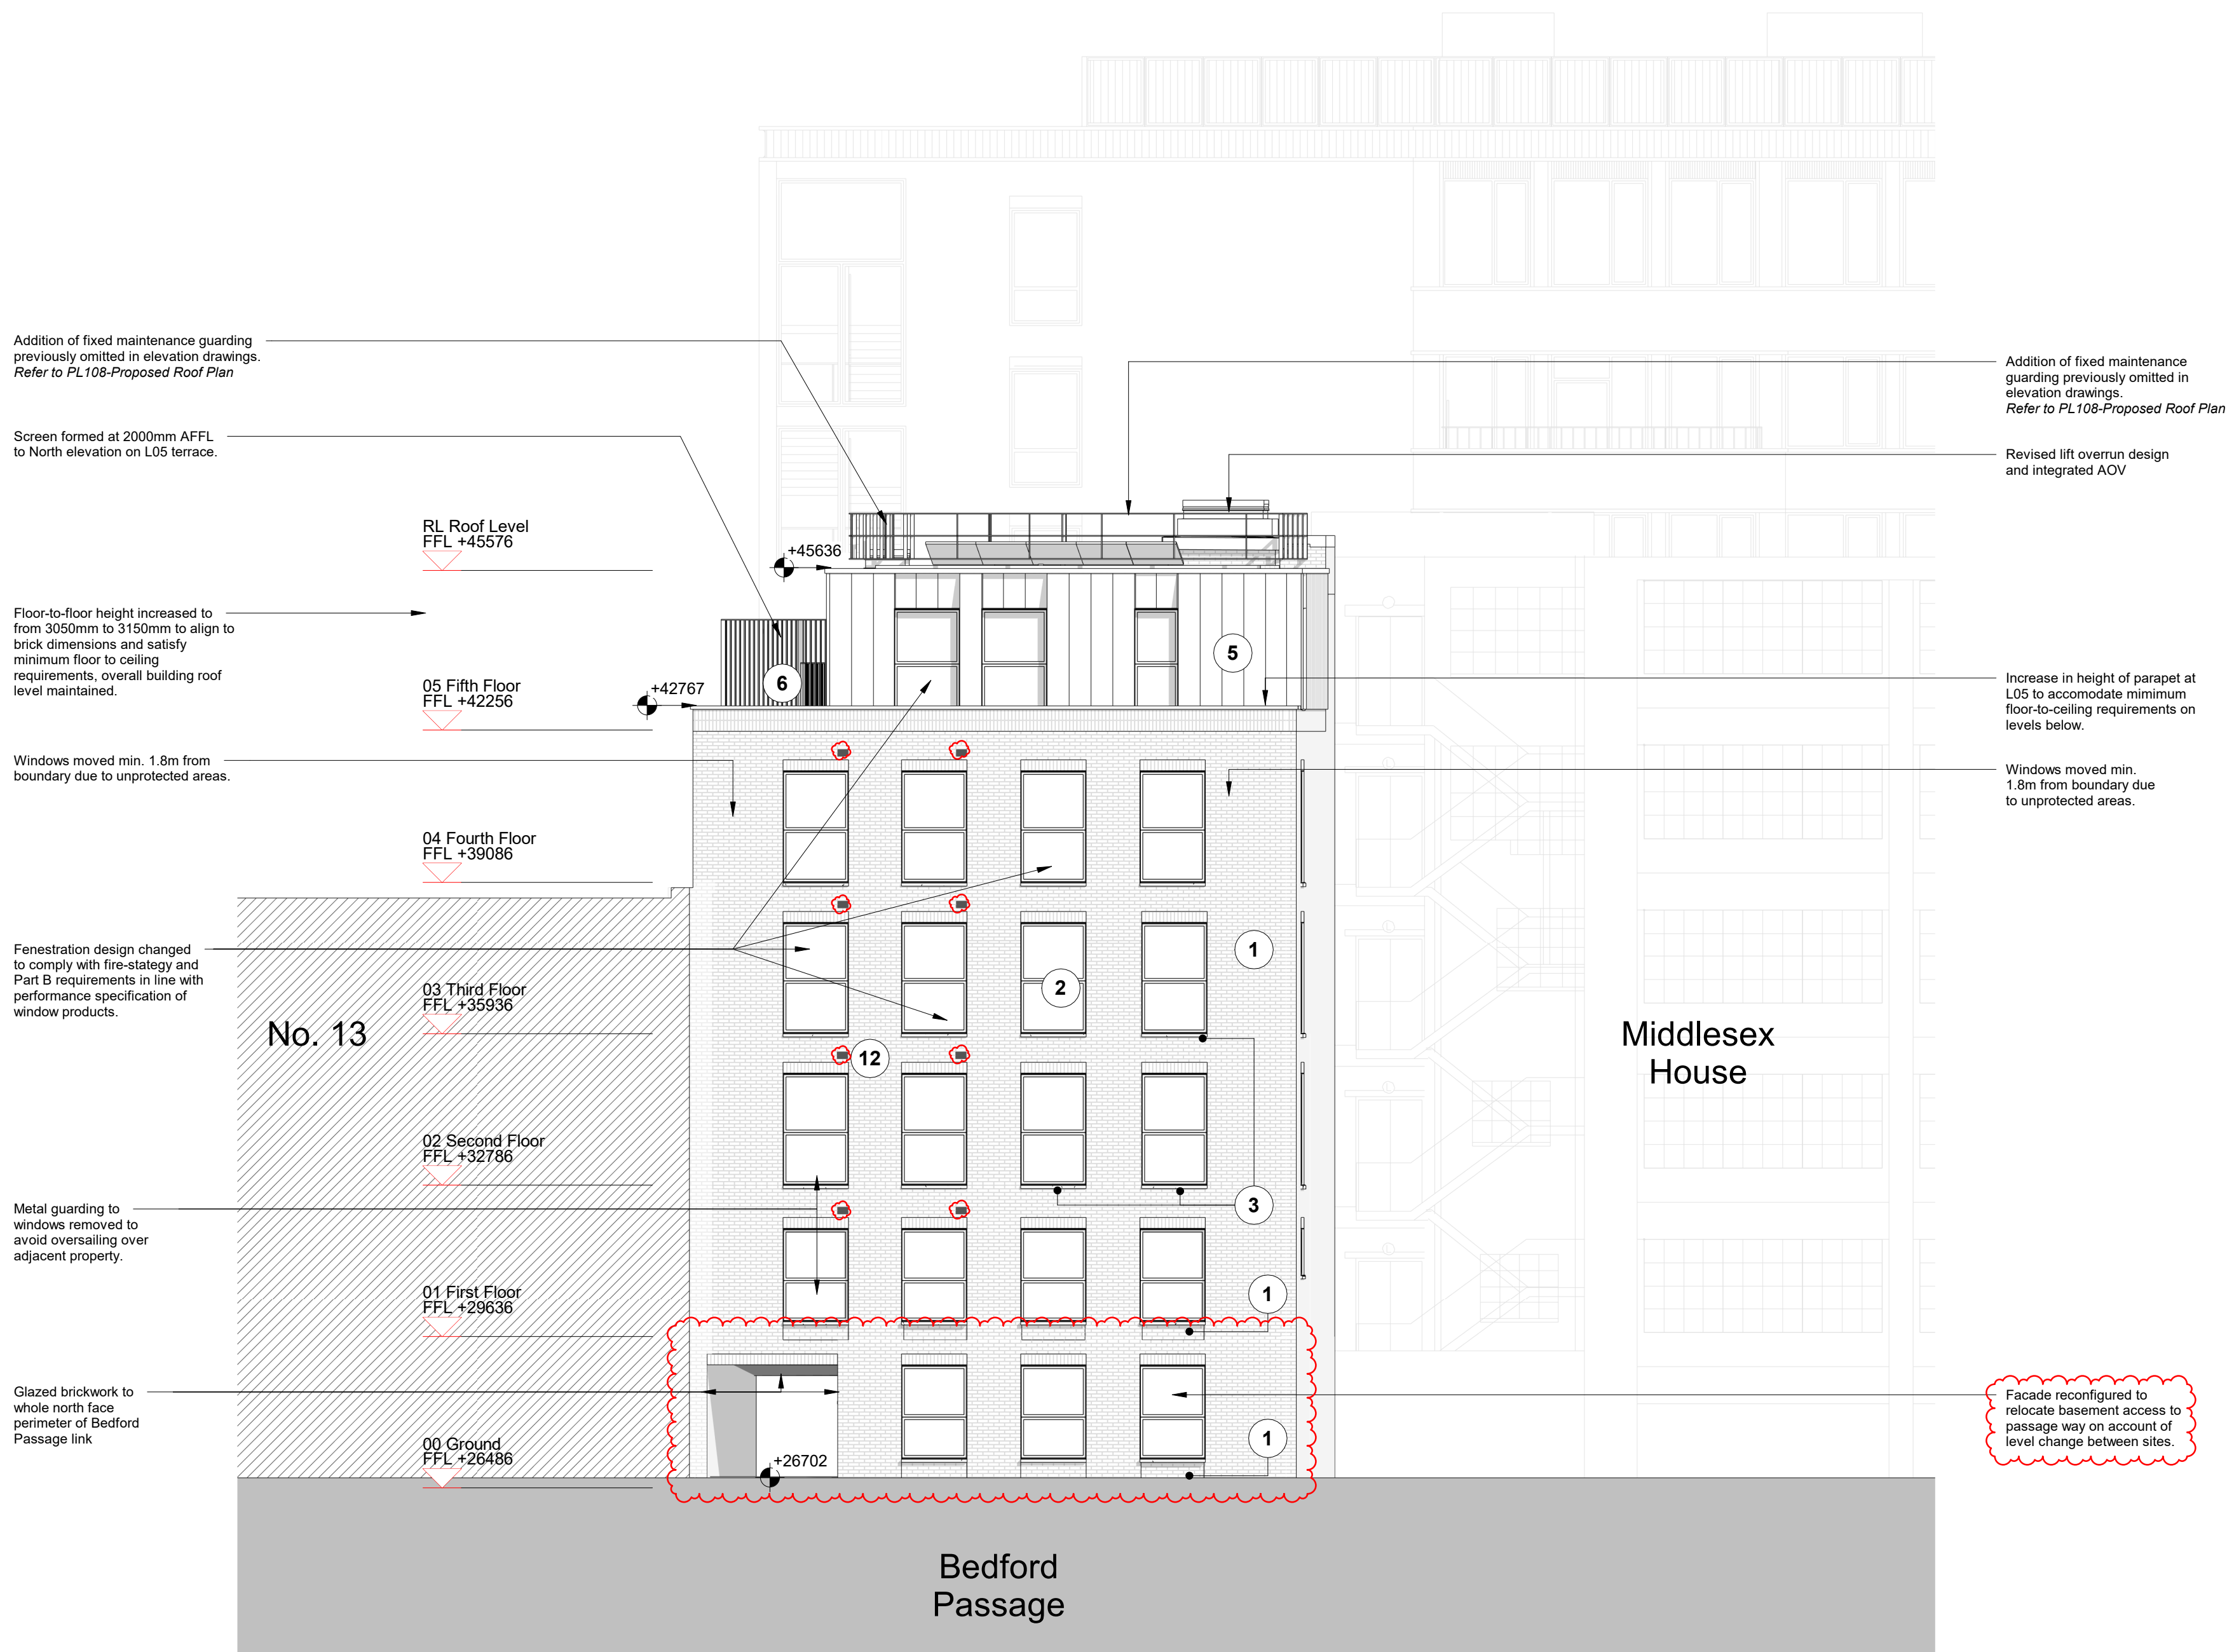 Addition of fixed maintenance guarding
previously omitted in elevation drawings.
Refer to PL108-Proposed Roof Plan
Screen formed at 2000mm AFFL
to North elevation on L05 terrace.
Floor-to-floor height increased to
from 3050mm to 3150mm to align to
brick dimensions and satisfy
minimum floor to ceiling
requirements, overall building roof
level maintained.
Windows moved min. 1.8m from
boundary due to unprotected areas.
Fenestration design changed
to comply with fire-stategy and
Part B requirements in line with
performance specification of
window products.
Metal guarding to
windows removed to
avoid oversailing over
adjacent property.
Glazed brickwork to
whole north face
perimeter of Bedford
Passage link
RL Roof Level
FFL +45576
05 Fifth Floor
FFL +42256
04 Fourth Floor
FFL +39086
03 Third Floor
FFL +35936
No. 13
02 Second Floor
FFL +32786
01 First Floor
FFL +29636
00 Ground
FFL +26486
+45636
+42767
+26702
5
6
1
2
12
3
1
1
Bedford
Passage
Middlesex
House
Addition of fixed maintenance
guarding previously omitted in
elevation drawings.
Refer to PL108-Proposed Roof Plan
Revised lift overrun design
and integrated AOV
Increase in height of parapet at
L05 to accomodate mimimum
floor-to-ceiling requirements on
levels below.
Windows moved min.
1.8m from boundary due
to unprotected areas.
Facade reconfigured to
relocate basement access to
passage way on account of
level change between sites.